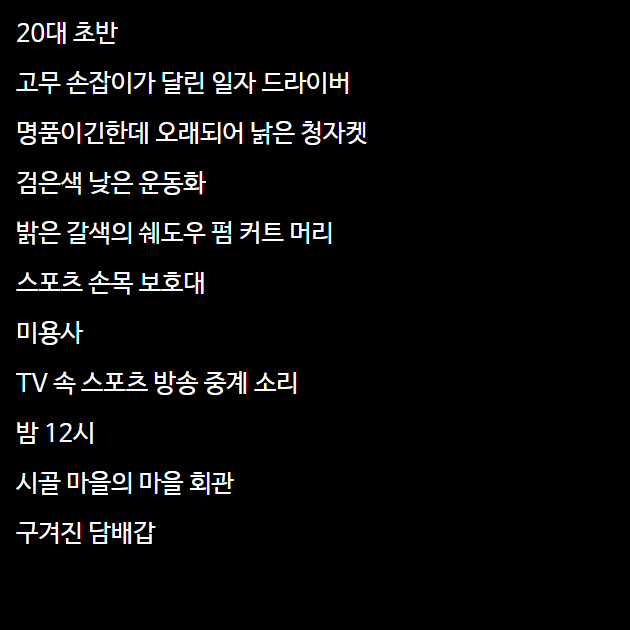 20대 초반
고무 손잡이가 달린 일자 드라이버
명품이긴한데 오래되어 낡은 청자켓
검은색 낮은 운동화
밝은 갈색의 쉐도우 펌 커트 머리
스포츠 손목 보호대
미용사
TV 속 스포츠 방송 중계 소리
밤 12시
시골 마을의 마을 회관
구겨진 담배갑